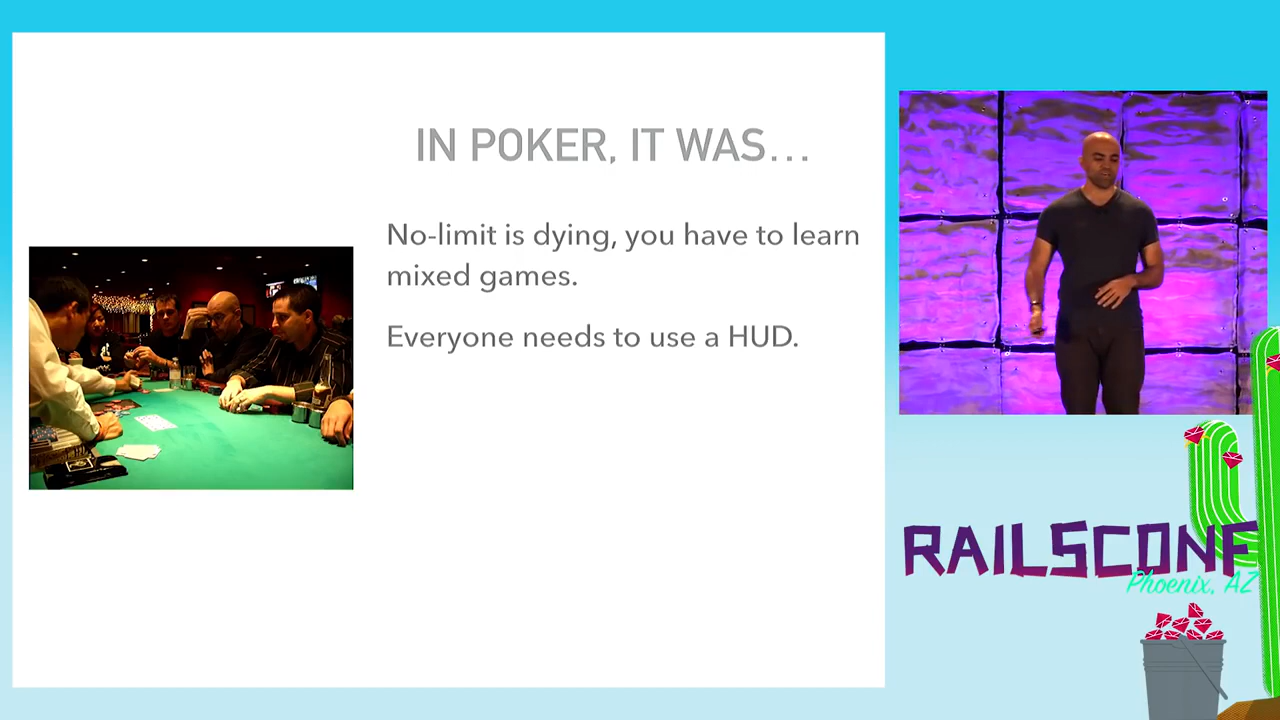 IN POKER, IT WAS…
No-limit is dying, you have to learn
mixed games.
Everyone needs to use a HUD.
RAILSCONF
Phoenix, AZ